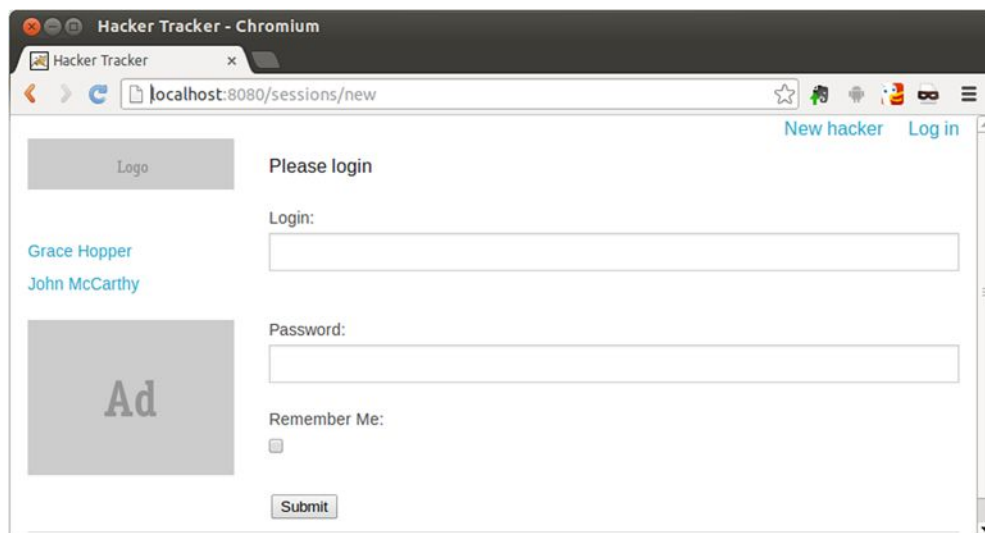 Hacker Tracker - Chromium
Hacker Tracker
localhost:8080/sessions/new
New hacker Log in
Logo
Please login
Login:
Grace Hopper
John McCarthy
Password:
Ad
Remember Me:
Submit